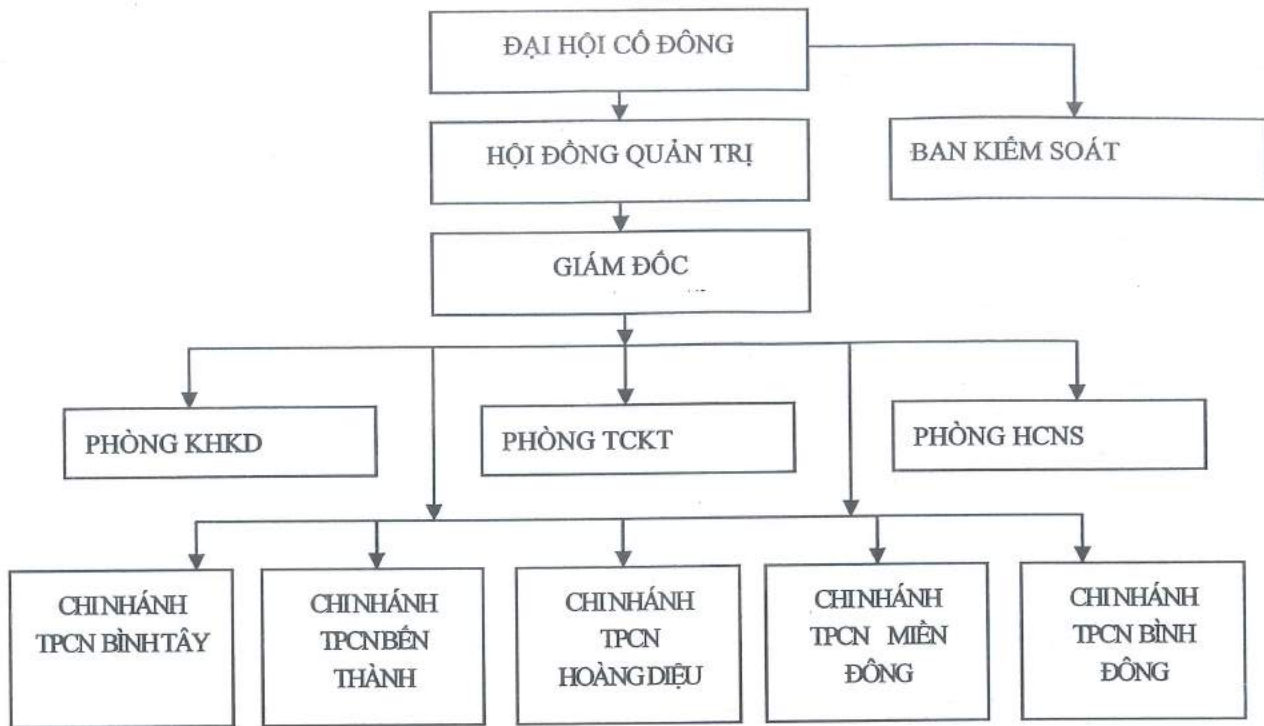 ĐẠI HỘI CỔ ĐÔNG
HỘI ĐỒNG QUẢN TRỊ
BAN KIỂM SOÁT
GIÁM ĐỐC
PHÒNG KHKD
PHÒNG TCKT
PHÒNG HCNS
CHI NHÁNH
TPCN BÌNH TÂY
CHI NHÁNH
TPCN BẾN
THÀNH
CHI NHÁNH
TPCN
HOÀNG DIỆU
CHI NHÁNH
TPCN MIỀN
ĐÔNG
CHI NHÁNH
TPCN BÌNH
ĐÔNG